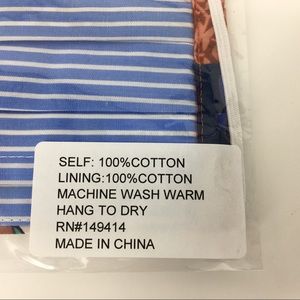 SELF: 100%COTTON
LINING:100%COTTON
MACHINE WASH WARM
HANG TO DRY
RN#149414
MADE IN CHINA